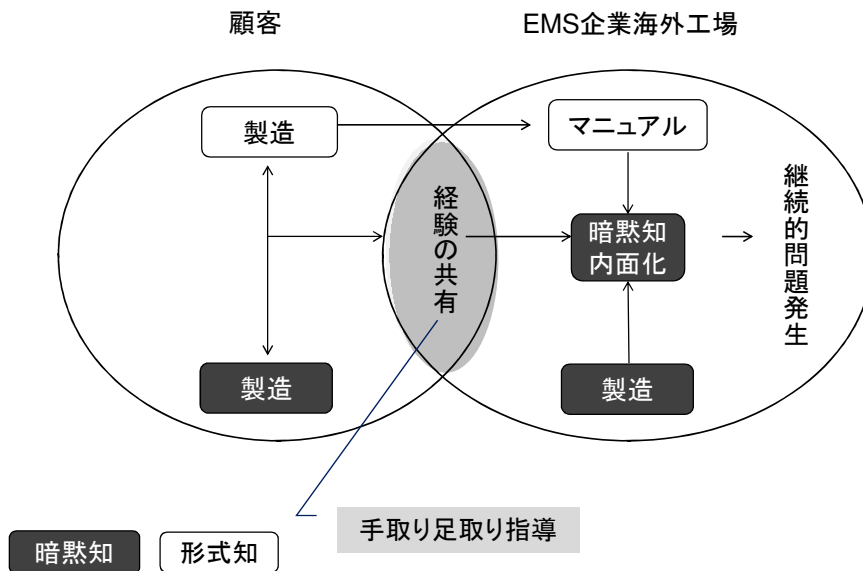 顧客
EMS企業海外工場
製造
マニュアル
経験の共有
暗黙知
内面化
継続的問題発生
製造
製造
手取り足取り指導
暗黙知
形式知